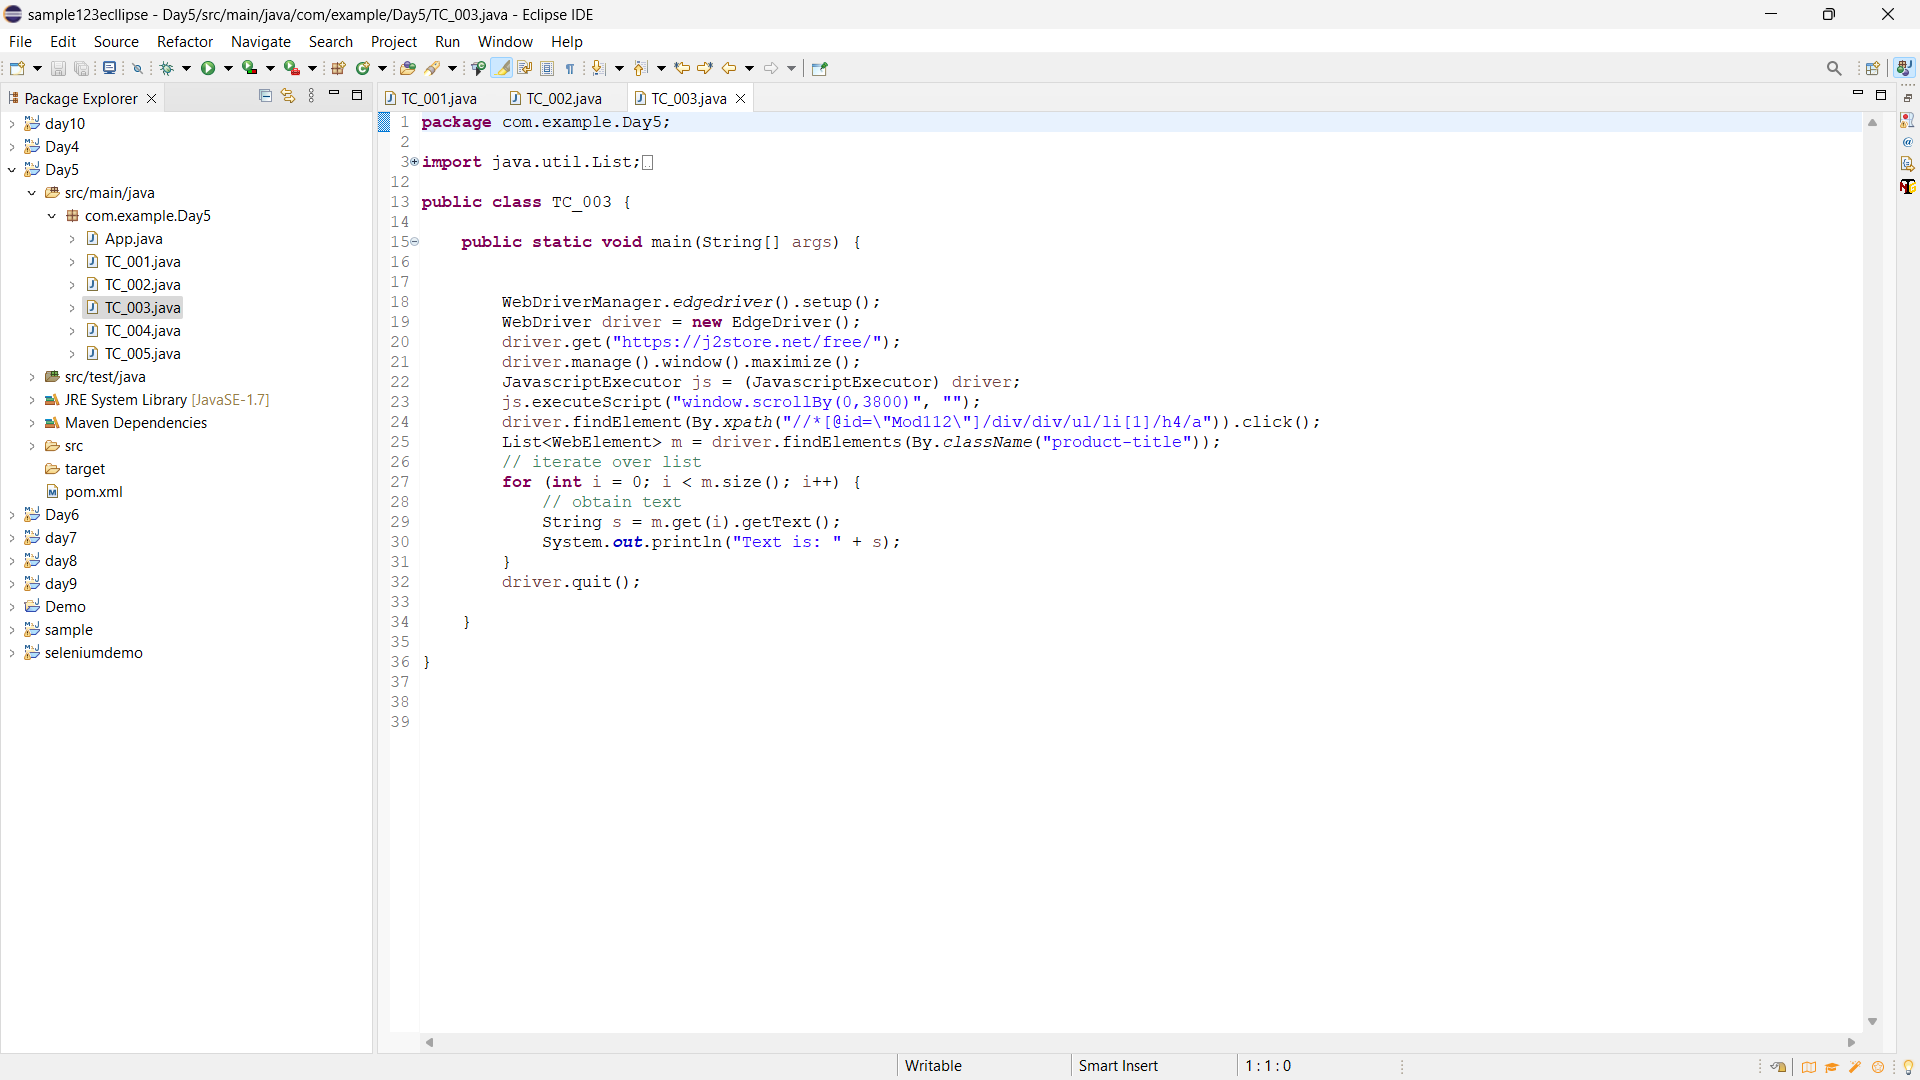 sample123ecllipse - Day5/src/main/java/com/example/Day5/TC_003.java - Eclipse IDE
File Edit Source Refactor Navigate Search Project Run Window Help
Package Explorer
day10
Day4
Day5
src/main/java
com.example.Day5
App.java
TC_001.java
TC_002.java
TC_003.java
TC_004.java
TC_005.java
src/test/java
JRE System Library [JavaSE-1.7]
Maven Dependencies
src
target
pom.xml
Day6
day7
day8
day9
Demo
sample
seleniumdemo
TC_001.java TC_002.java TC_003.java
1 package com.example.Day5;
2
3 import java.util.List;
12
13 public class TC_003 {
14
15     public static void main(String[] args) {
16
17
18         WebDriverManager.edgedriver().setup();
19         WebDriver driver = new EdgeDriver();
20         driver.get("https://j2store.net/free/");
21         driver.manage().window().maximize();
22         JavascriptExecutor js = (JavascriptExecutor) driver;
23         js.executeScript("window.scrollBy(0,3800)", "");
24         driver.findElement(By.xpath("//*[@id=\"Mod112\"]/div/div/ul/li[1]/h4/a")).click();
25         List<WebElement> m = driver.findElements(By.className("product-title"));
26         // iterate over list
27         for (int i = 0; i < m.size(); i++) {
28             // obtain text
29             String s = m.get(i).getText();
30             System.out.println("Text is: " + s);
31         }
32         driver.quit();
33
34     }
35
36 }
37
38
39
Writable Smart Insert 1 : 1 : 0